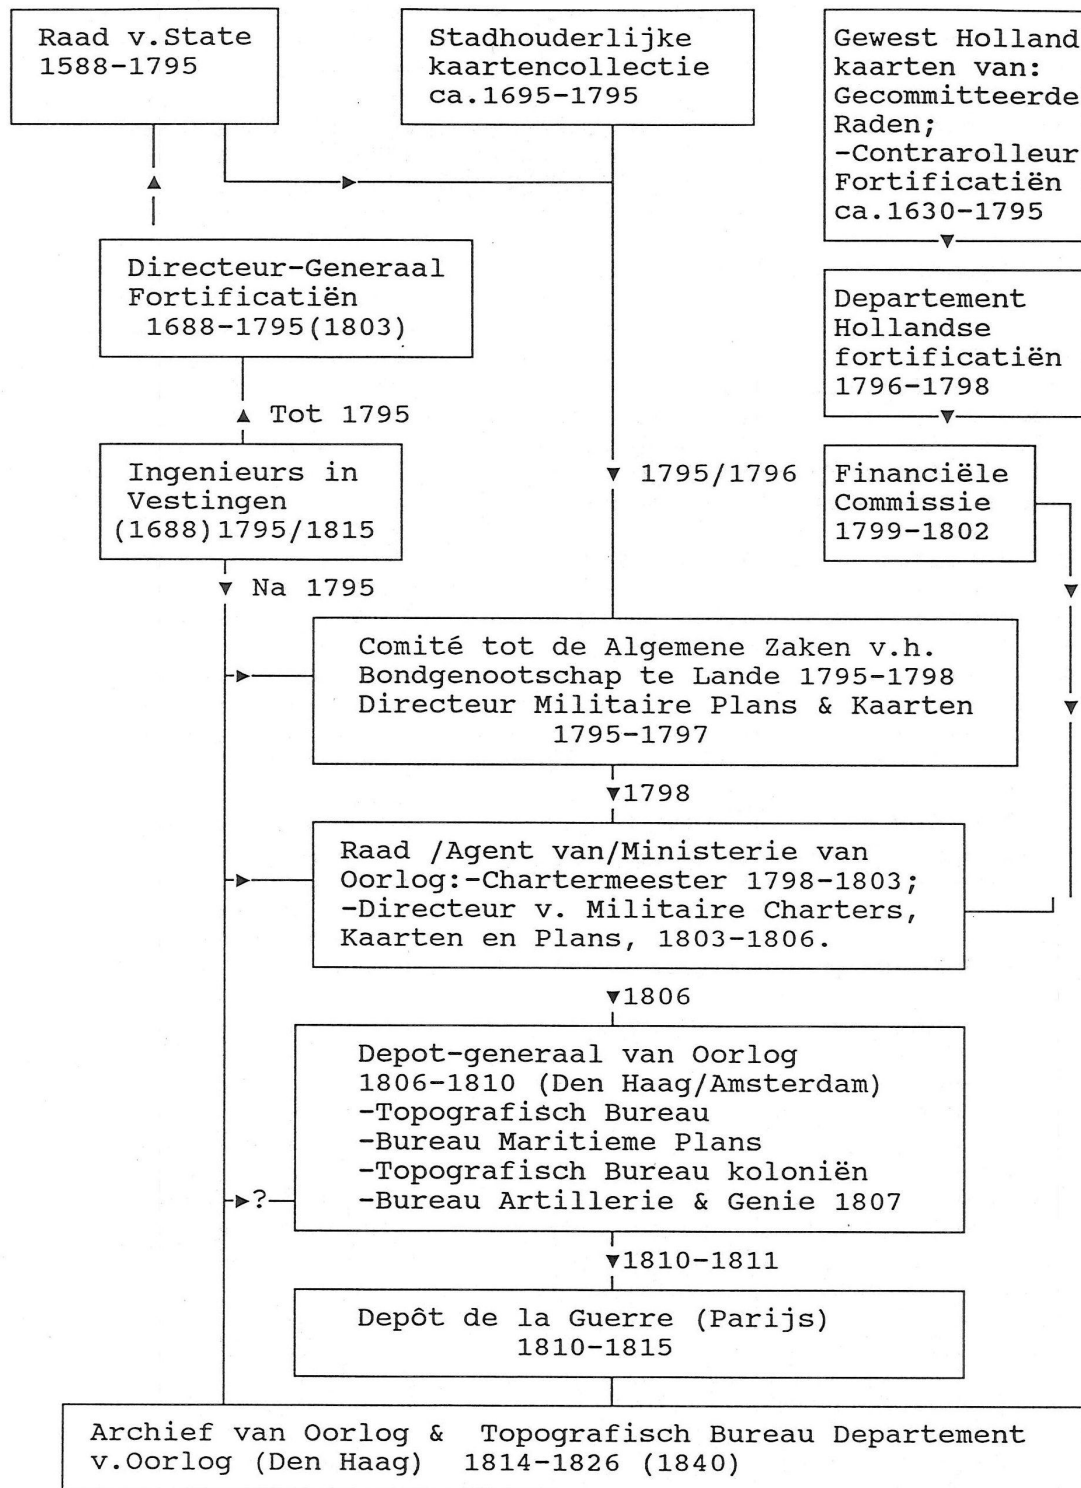 Raad v.State
1588-1795
Stadhouderlijke
kaartencollectie
ca.1695-1795
Gewest Holland
kaarten van:
Gecommitteerde
Raden;
-Contrarolleur
Fortificatiën
ca.1630-1795
Directeur-Generaal
Fortificatiën
1688-1795(1803)
Departement
Hollandse
fortificatiën
1796-1798
Tot 1795
Ingenieurs in
Vestingen
(1688)1795/1815
1795/1796
Financiële
Commissie
1799-1802
Na 1795
Comité tot de Algemene Zaken v.h.
Bondgenootschap te Lande 1795-1798
Directeur Militaire Plans & Kaarten
1795-1797
1798
Raad /Agent van/Ministerie van
Oorlog:-Chartermeester 1798-1803;
-Directeur v. Militaire Charters,
Kaarten en Plans, 1803-1806.
1806
Depot-generaal van Oorlog
1806-1810 (Den Haag/Amsterdam)
-Topografisch Bureau
-Bureau Maritieme Plans
-Topografisch Bureau koloniën
-Bureau Artillerie & Genie 1807
?
1810-1811
Depôt de la Guerre (Parijs)
1810-1815
Archief van Oorlog & Topografisch Bureau Departement
v.Oorlog (Den Haag) 1814-1826 (1840)